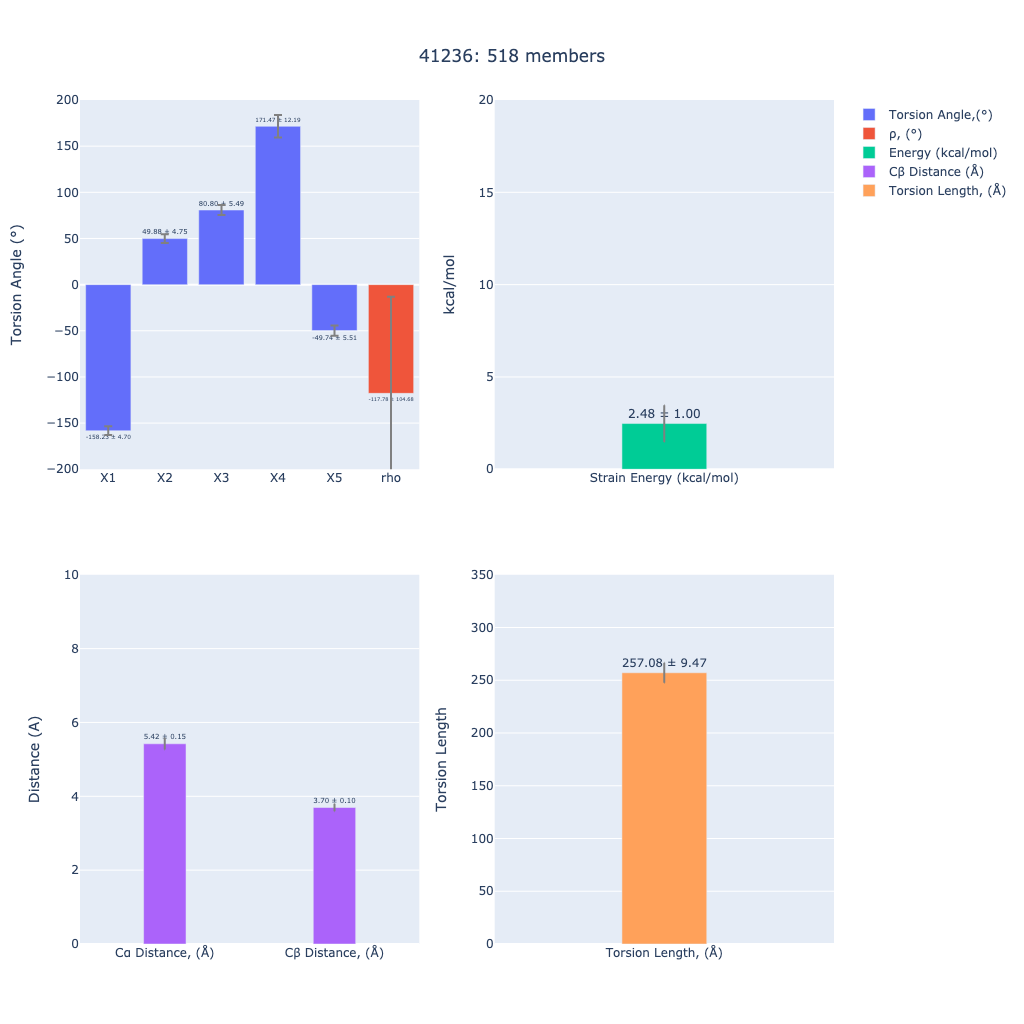 41236: 518 members
Torsion Angle (°)
200
150
100
50
0
−50
−100
−150
−200
-158.23 ± 4.70
49.88 ± 4.75
80.80 ± 5.49
171.47 ± 12.19
-49.74 ± 5.51
-117.78 ± 104.68
X1 X2 X3 X4 X5 rho
kcal/mol
20
15
10
5
0
2.48 ± 1.00
Strain Energy (kcal/mol)
Torsion Angle,(°)
ρ, (°)
Energy (kcal/mol)
Cβ Distance (Å)
Torsion Length, (Å)
Distance (A)
10
8
6
4
2
0
5.42 ± 0.15
3.70 ± 0.10
Cα Distance, (Å) Cβ Distance, (Å)
Torsion Length
350
300
250
200
150
100
50
0
257.08 ± 9.47
Torsion Length, (Å)